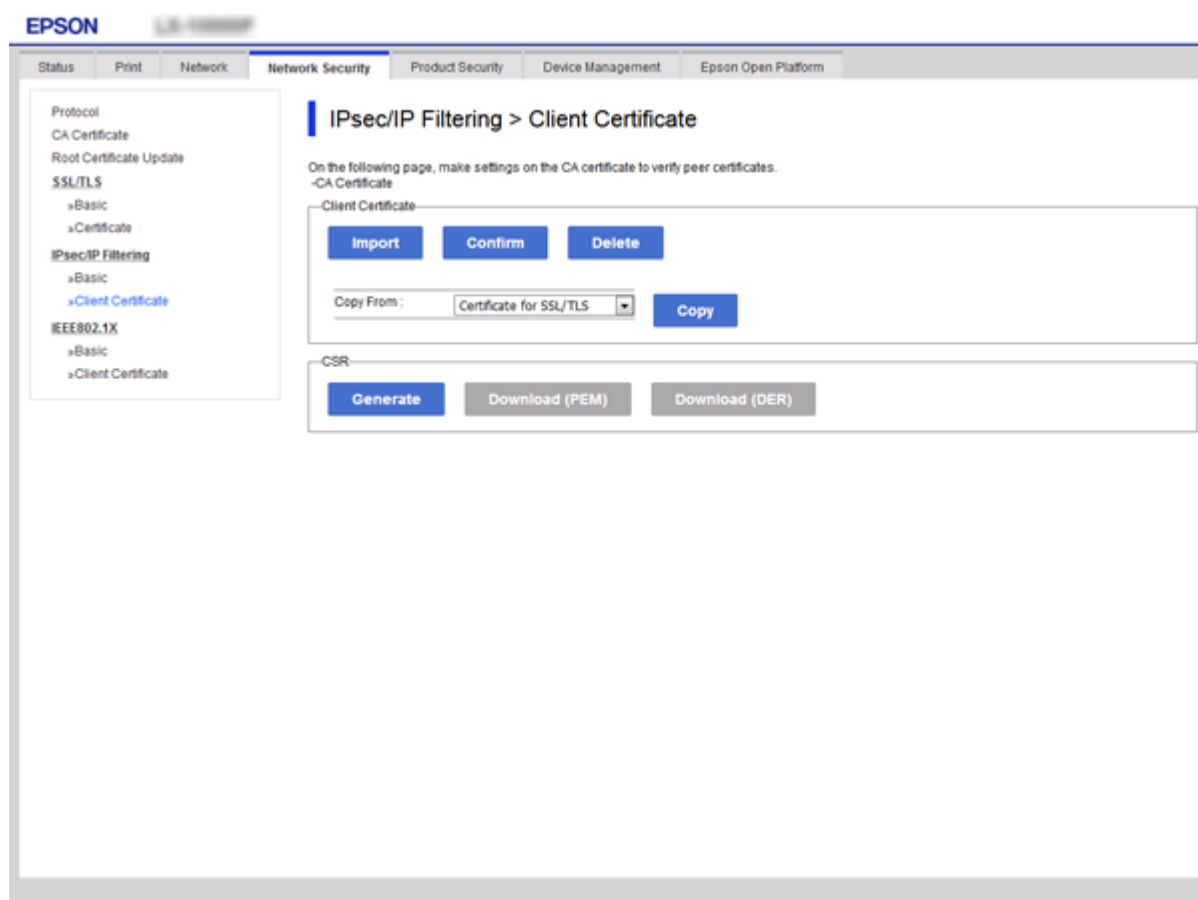 EPSON
Status Print Network Network Security Product Security Device Management Epson Open Platform
Protocol
CA Certificate
Root Certificate Update
SSL/TLS
»Basic
»Certificate
IPsec/IP Filtering
»Basic
»Client Certificate
IEEE802.1X
»Basic
»Client Certificate
IPsec/IP Filtering > Client Certificate
On the following page, make settings on the CA certificate to verify peer certificates.
-CA Certificate
Client Certificate
Import Confirm Delete
Copy From : Certificate for SSL/TLS Copy
CSR
Generate Download (PEM) Download (DER)